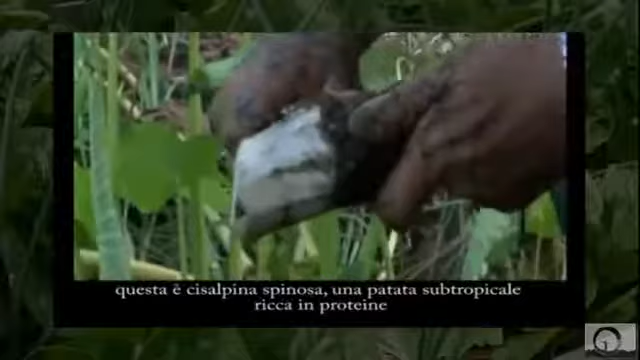 questa è cisalpina spinosa, una patata subtropicale
ricca in proteine